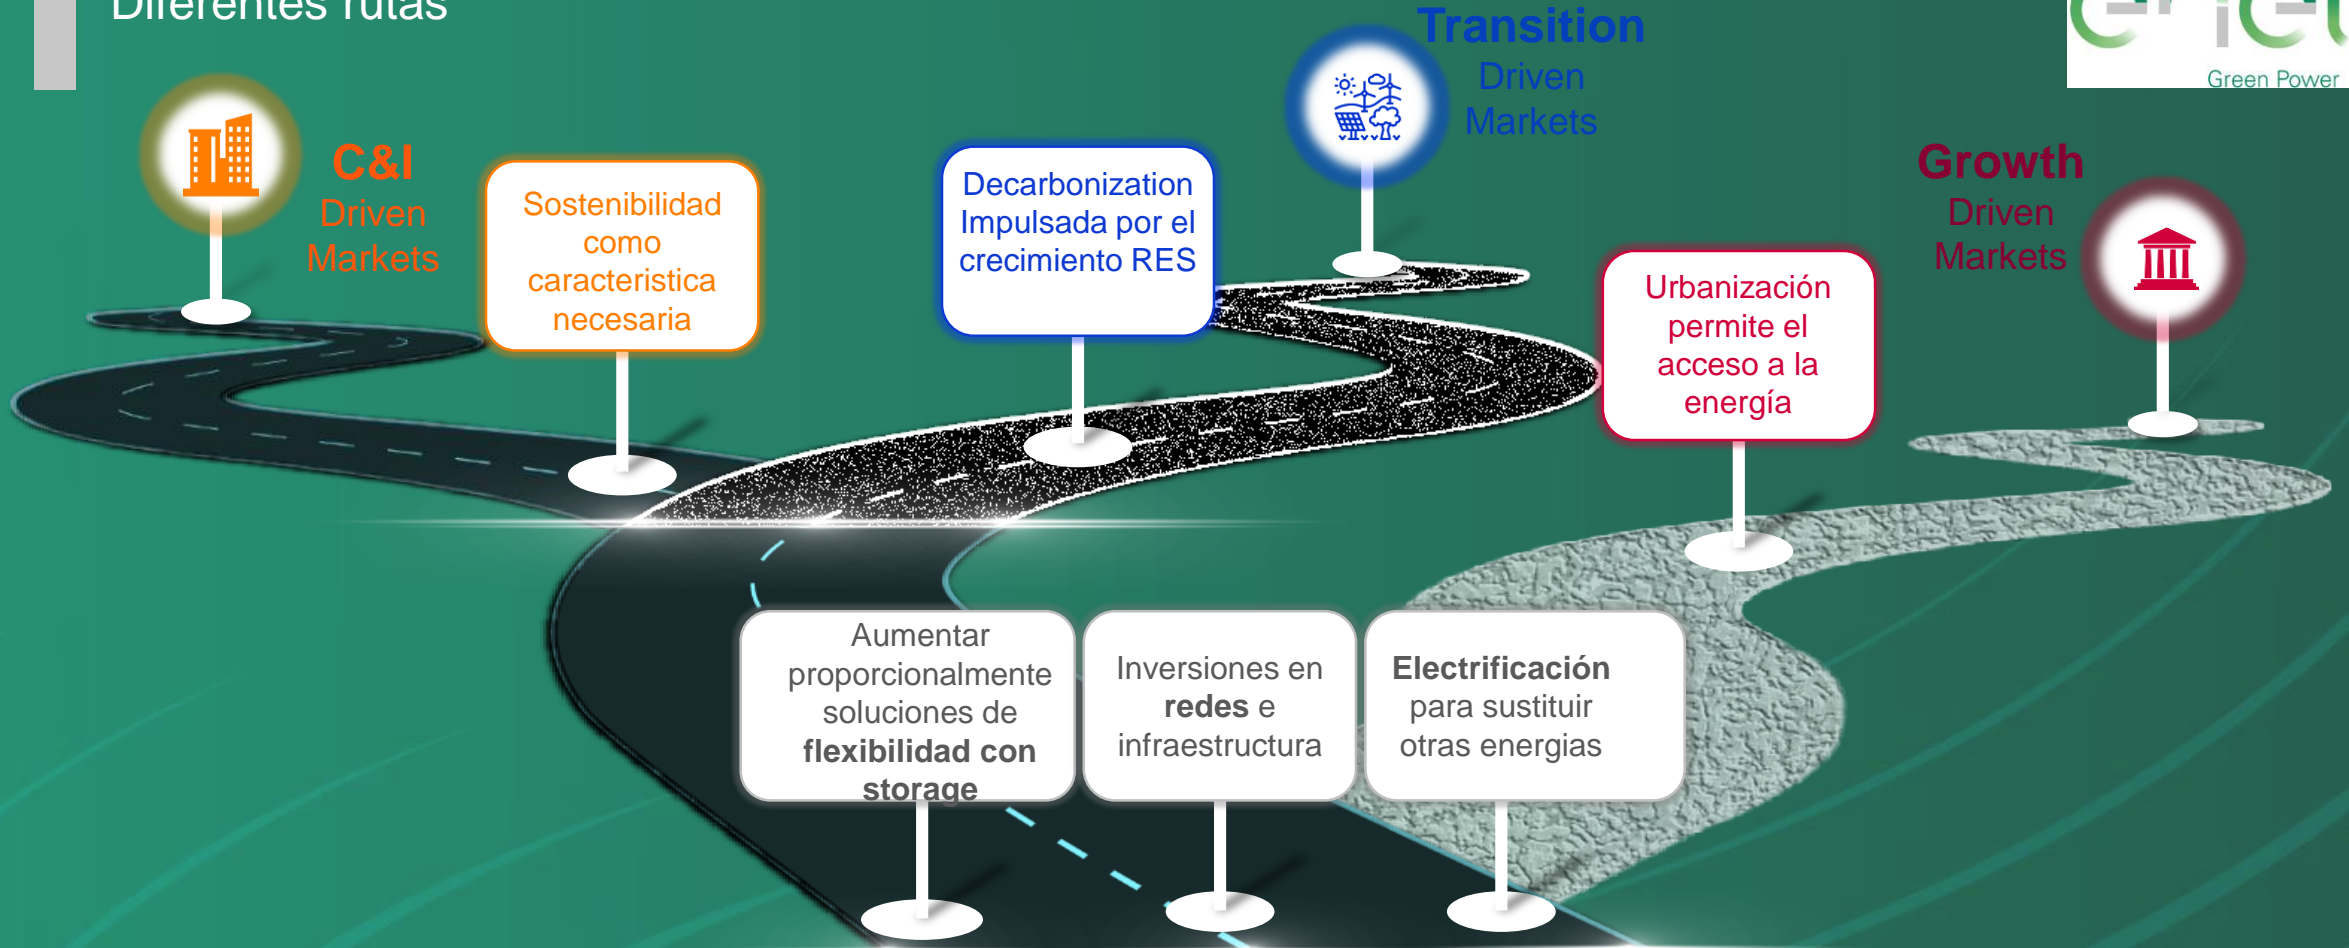 Diferentes rutas
enel
Green Power
C&I
Driven
Markets
Sostenibilidad
como
caracteristica
necesaria
Decarbonization
Impulsada por el
crecimiento RES
Transition
Driven
Markets
Growth
Driven
Markets
Urbanización
permite el
acceso a la
energía
Aumentar
proporcionalmente
soluciones de
flexibilidad con
storage
Inversiones en
redes e
infraestructura
Electrificación
para sustituir
otras energias